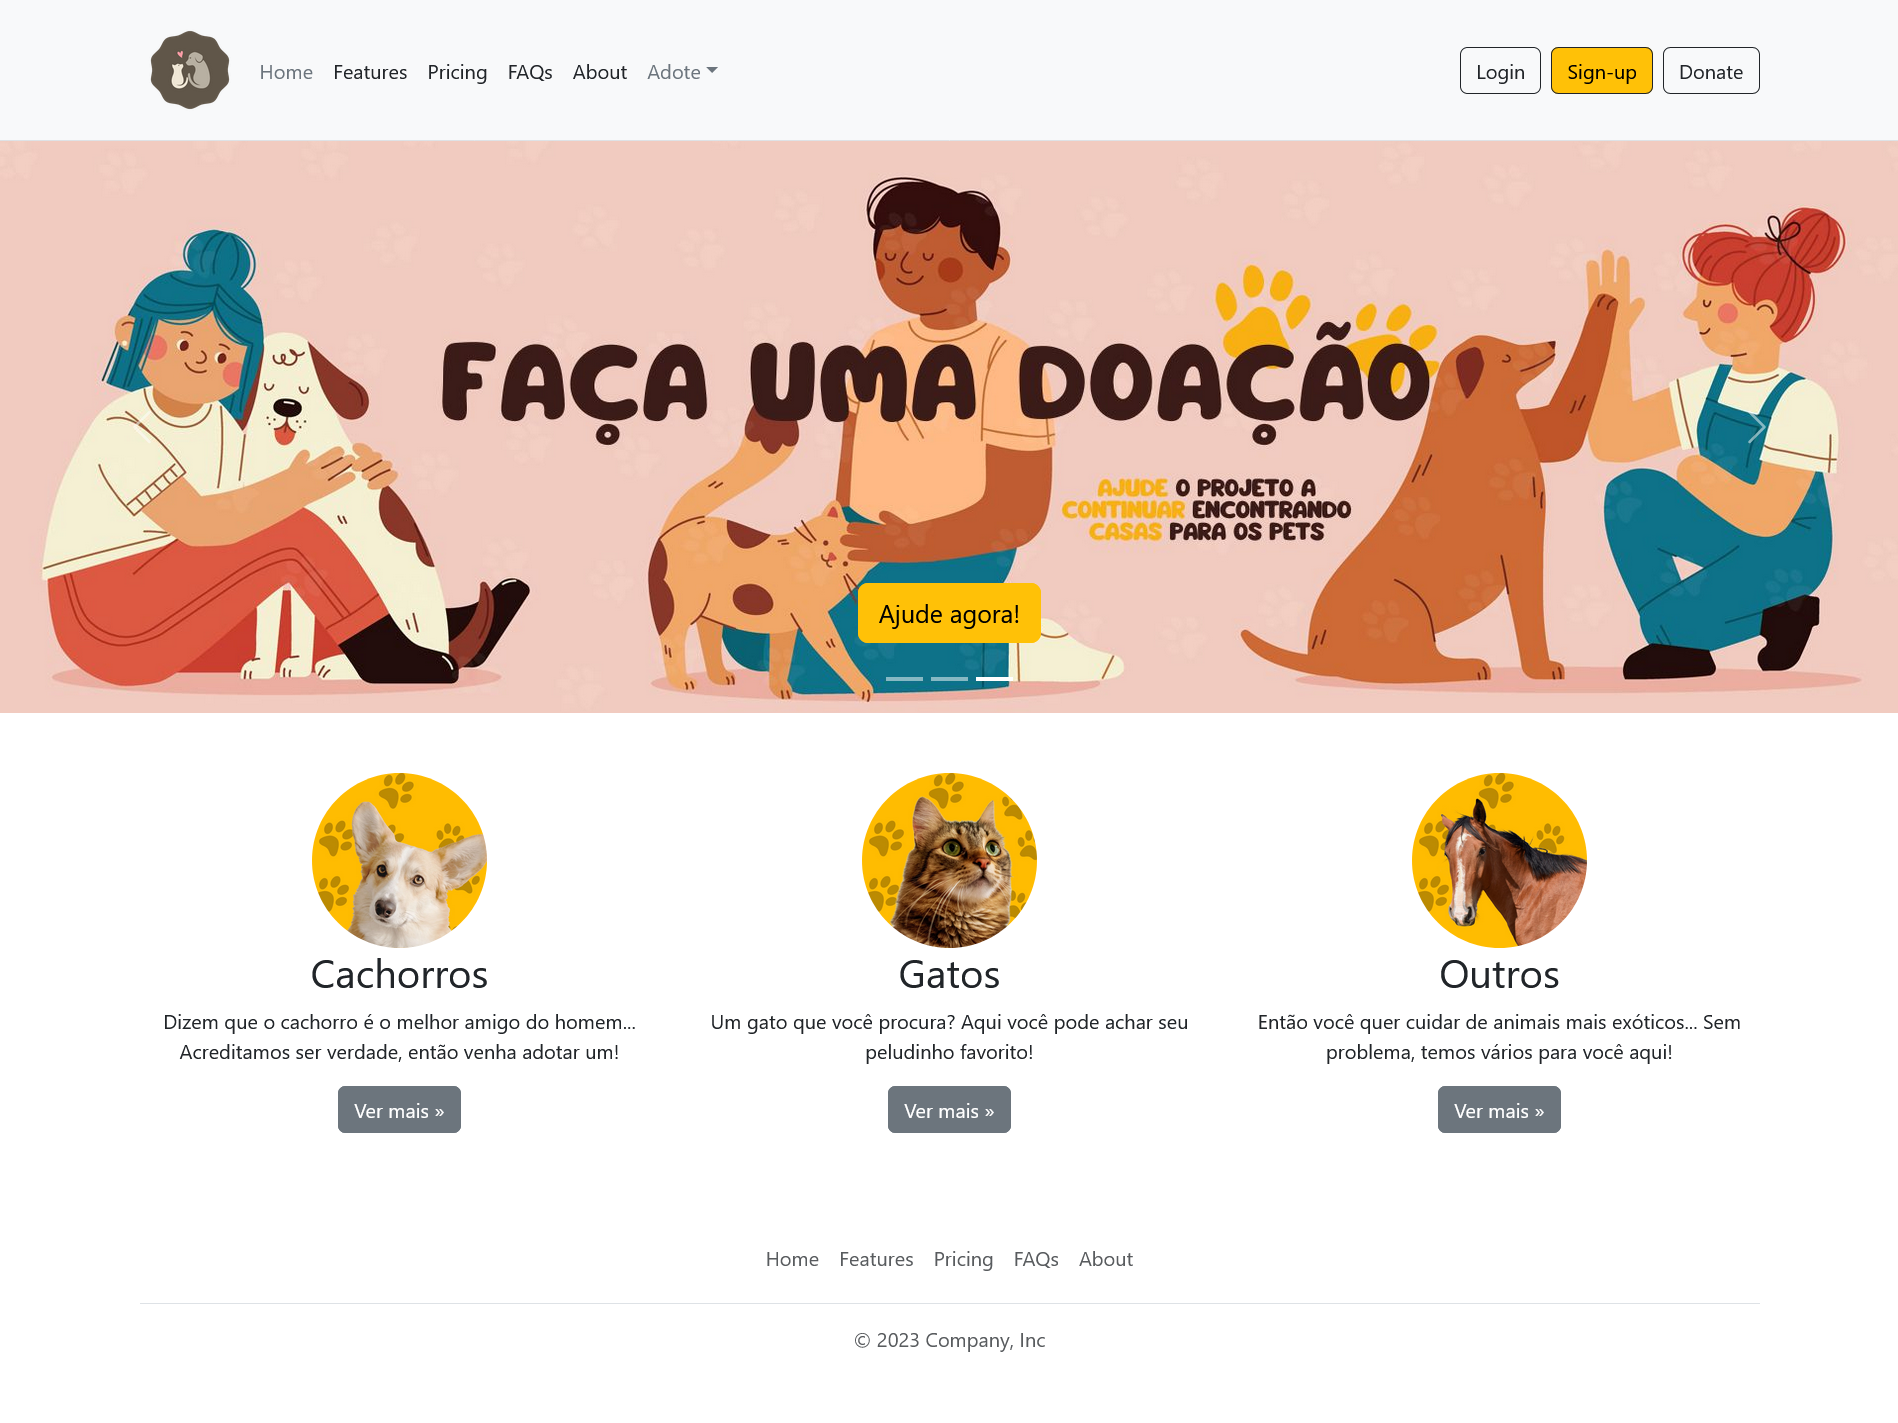 Home Features Pricing FAQs About Adote
Login Sign-up Donate
FAÇA UMA DOAÇÃO
AJUDE O PROJETO A
CONTINUAR ENCONTRANDO
CASAS PARA OS PETS
Ajude agora!
Cachorros
Dizem que o cachorro é o melhor amigo do homem...
Acreditamos ser verdade, então venha adotar um!
Ver mais »
Gatos
Um gato que você procura? Aqui você pode achar seu
peludinho favorito!
Ver mais »
Outros
Então você quer cuidar de animais mais exóticos... Sem
problema, temos vários para você aqui!
Ver mais »
Home Features Pricing FAQs About
© 2023 Company, Inc